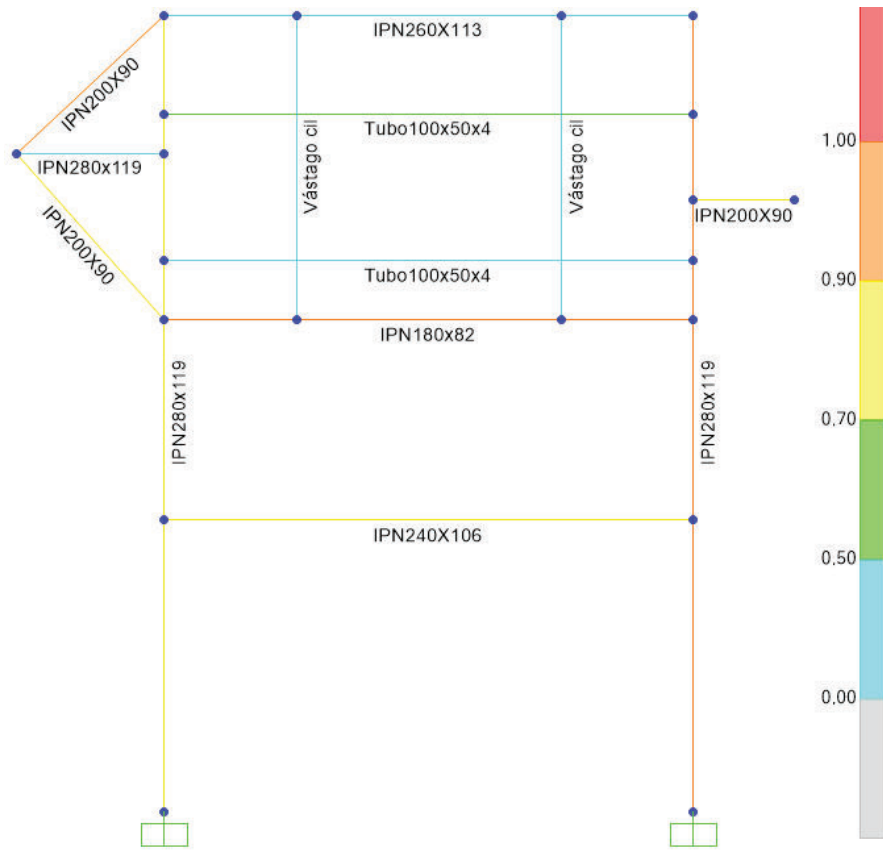 IPN260X113
IPN200X90
Tubo100x50x4
Vástago cil
Vástago cil
1.00
IPN280x119
IPN200X90
IPN200X90
Tubo100x50x4
0.90
IPN180x82
IPN280x119
IPN280x119
0.70
IPN240X106
0.50
0.00